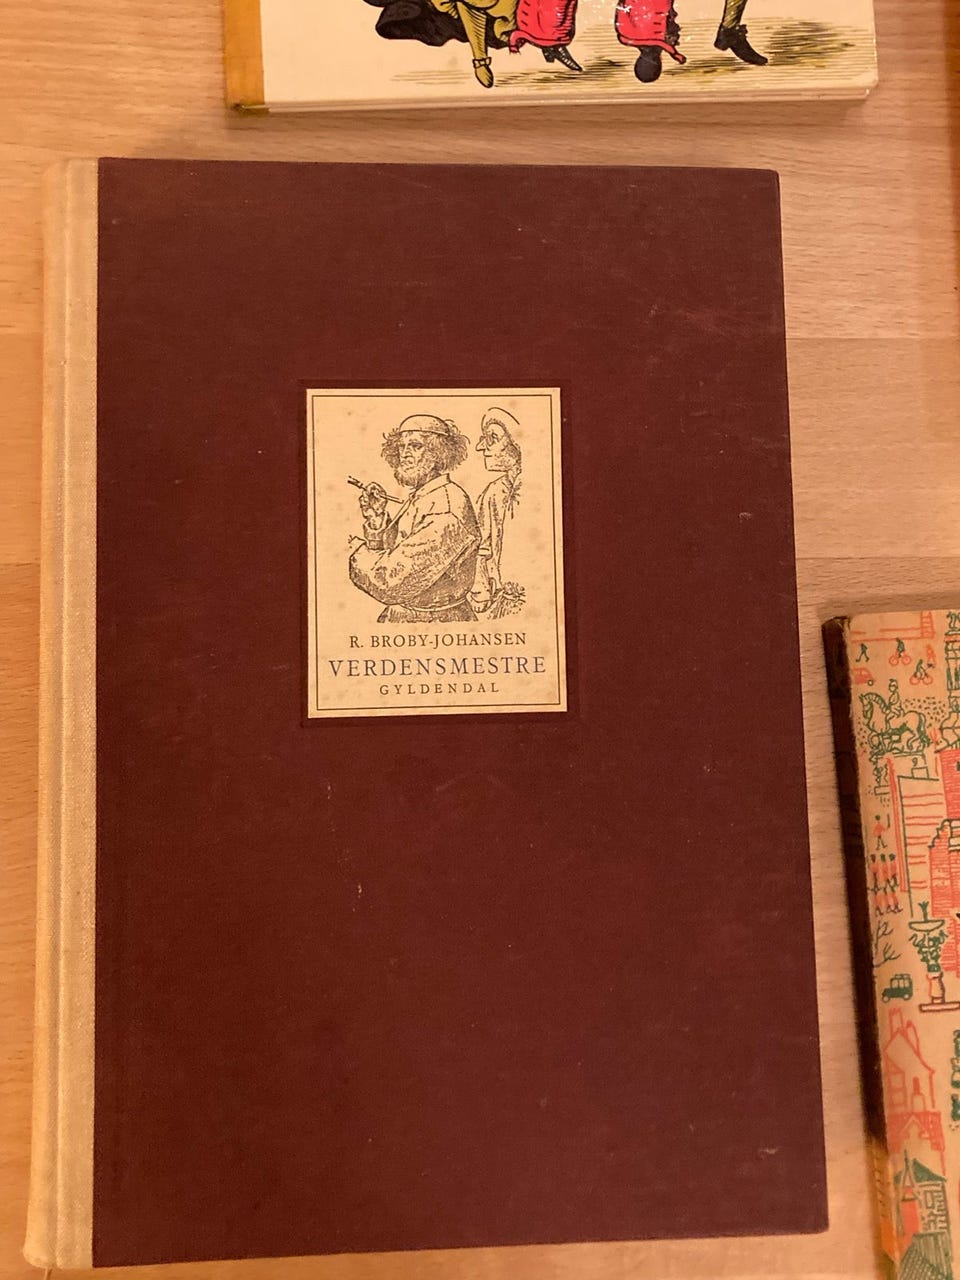 R. BROBY-JOHANSEN
VERDENSMESTRE
GYLDENDAL